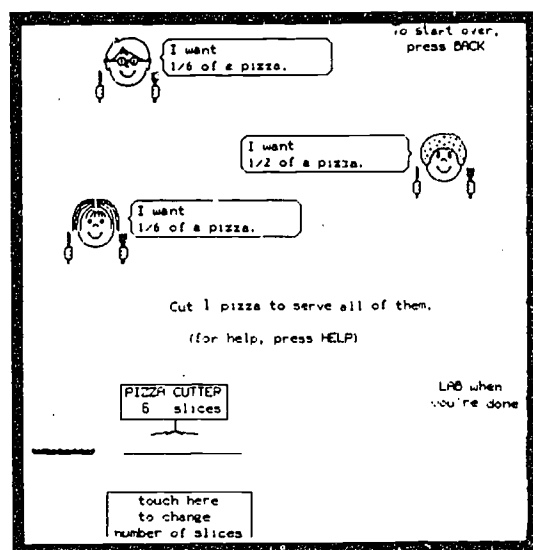 To start over,
press BACK
I want
1/6 of a pizza.
I want
1/2 of a pizza.
I want
1/6 of a pizza.
Cut 1 pizza to serve all of them.
(for help, press HELP)
PIZZA CUTTER
6 slices
LAB when
you're done
touch here
to change
number of slices